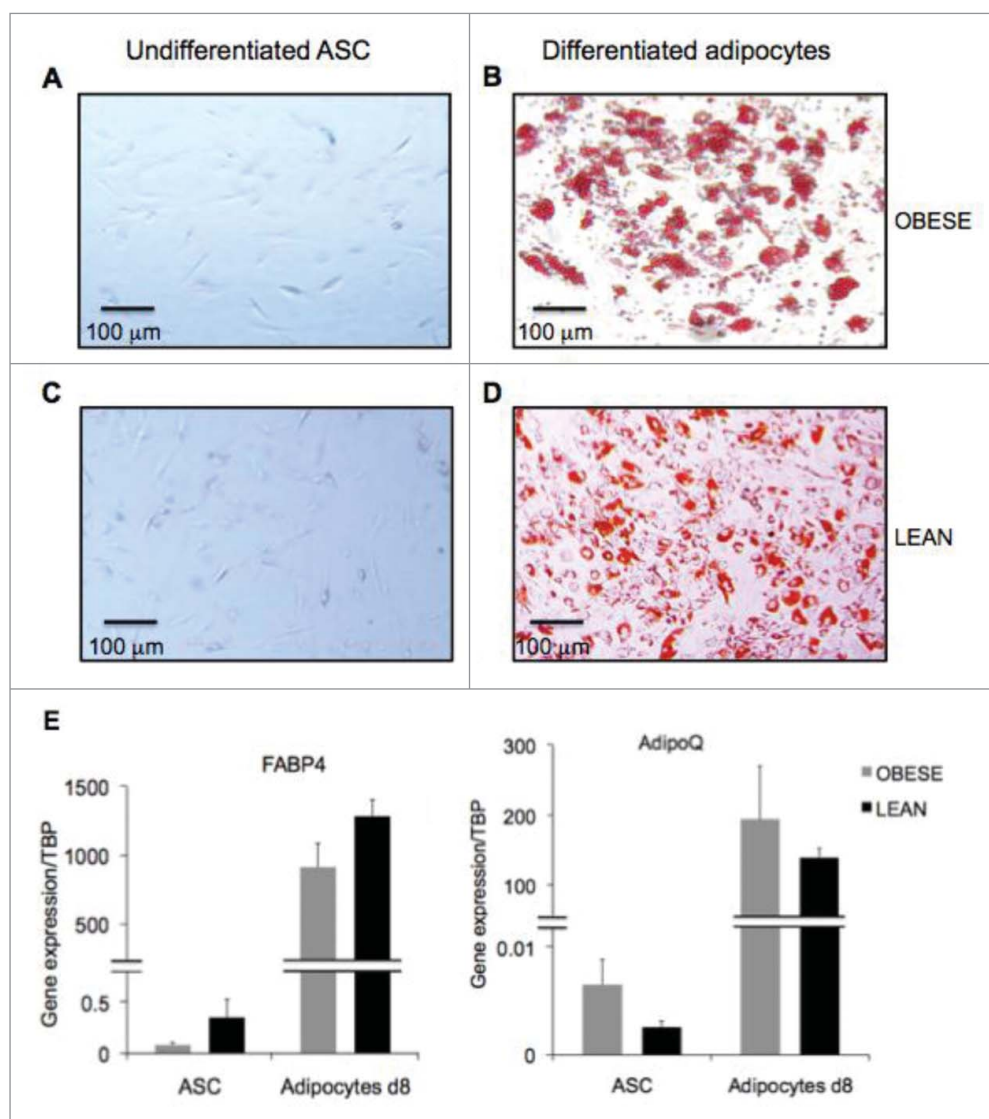 Undifferentiated ASC
Differentiated adipocytes
A
B
100 μm
100 μm
OBESE
C
D
100 μm
100 μm
LEAN
E
FABP4
Gene expression/TBP
1500
1000
500
0.5
0
ASC
Adipocytes d8
AdipoQ
Gene expression/TBP
300
200
100
0.01
0
ASC
Adipocytes d8
OBESE
LEAN